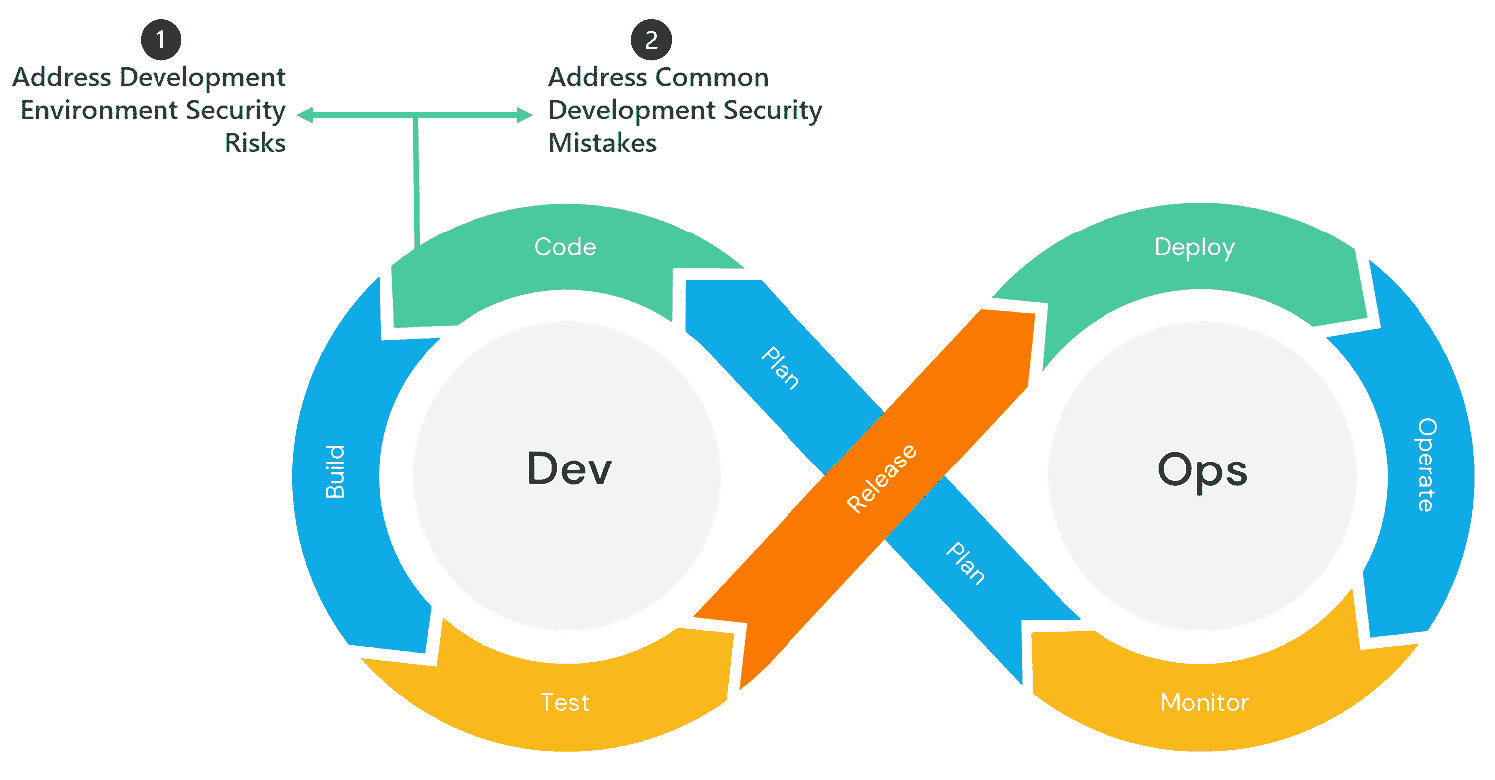 1
Address Development
Environment Security
Risks
2
Address Common
Development Security
Mistakes
Code
Deploy
Plan
Build
Dev
Release
Ops
Operate
Plan
Test
Monitor